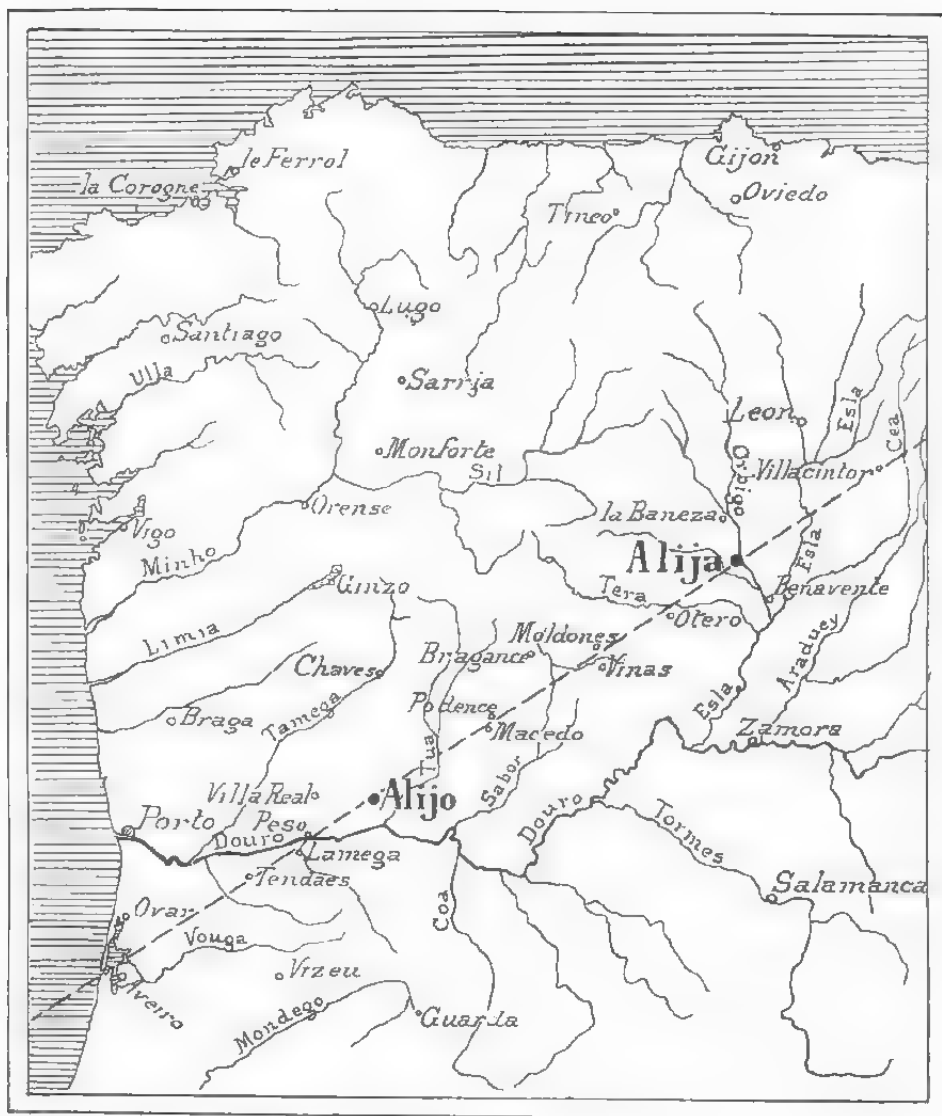 le Ferrol
la Corogne
Gijon
Oviedo
Tineo
Lugo
Santiago
Ulla
Sarrja
Leon
Esla
Cea
Monforte
Sil
Orbigo
Villacintor
Orense
la Baneza
Vigo
Minho
Alija
Esla
Ginzo
Tera
Benavente
Otero
Limia
Moldones
Bragance
Vinas
Araduey
Chaves
Esla
Podence
Braga
Tamega
Macedo
Zamora
Tua
Sabor
Villa Real
Alijo
Porto
Peso
Douro
Douro
Tormes
Lamega
Tendaes
Salamanca
Coa
Ovar
Vouga
Vizeu
Aveiro
Mondego
Guarda